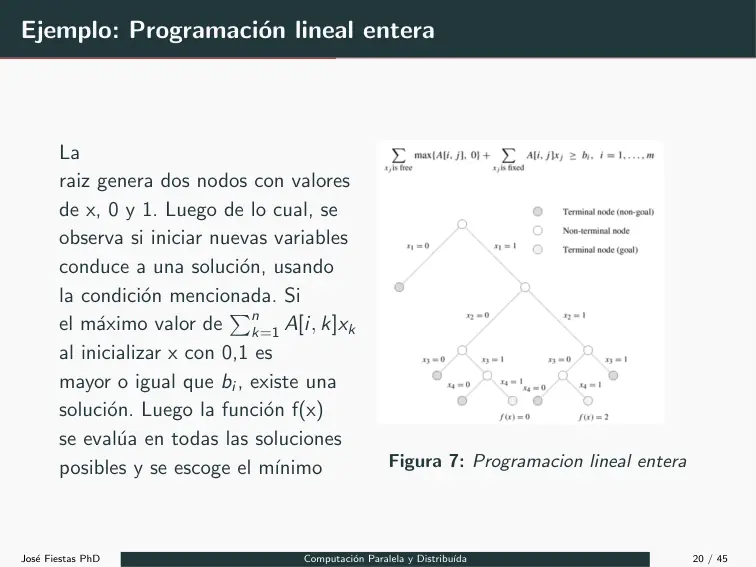 Ejemplo: Programación lineal entera
La
raiz genera dos nodos con valores
de x, 0 y 1. Luego de lo cual, se
observa si iniciar nuevas variables
conduce a una solución, usando
la condición mencionada. Si
el máximo valor de ∑ⁿₖ₌₁ A[i, k]xₖ
al inicializar x con 0,1 es
mayor o igual que bᵢ, existe una
solución. Luego la función f(x)
se evalúa en todas las soluciones
posibles y se escoge el mínimo
∑ max{A[i, j], 0} + ∑ A[i, j]xⱼ ≥ bᵢ, i = 1, . . . , m
xⱼ is free xⱼ is fixed
Terminal node (non-goal)
Non-terminal node
Terminal node (goal)
x₁ = 0 x₁ = 1
x₂ = 0 x₂ = 1
x₃ = 0 x₃ = 1 x₃ = 0 x₃ = 1
x₄ = 0 x₄ = 1 x₄ = 0 x₄ = 1
f(x) = 0 f(x) = 2
Figura 7: Programacion lineal entera
José Fiestas PhD Computación Paralela y Distribuída 20 / 45